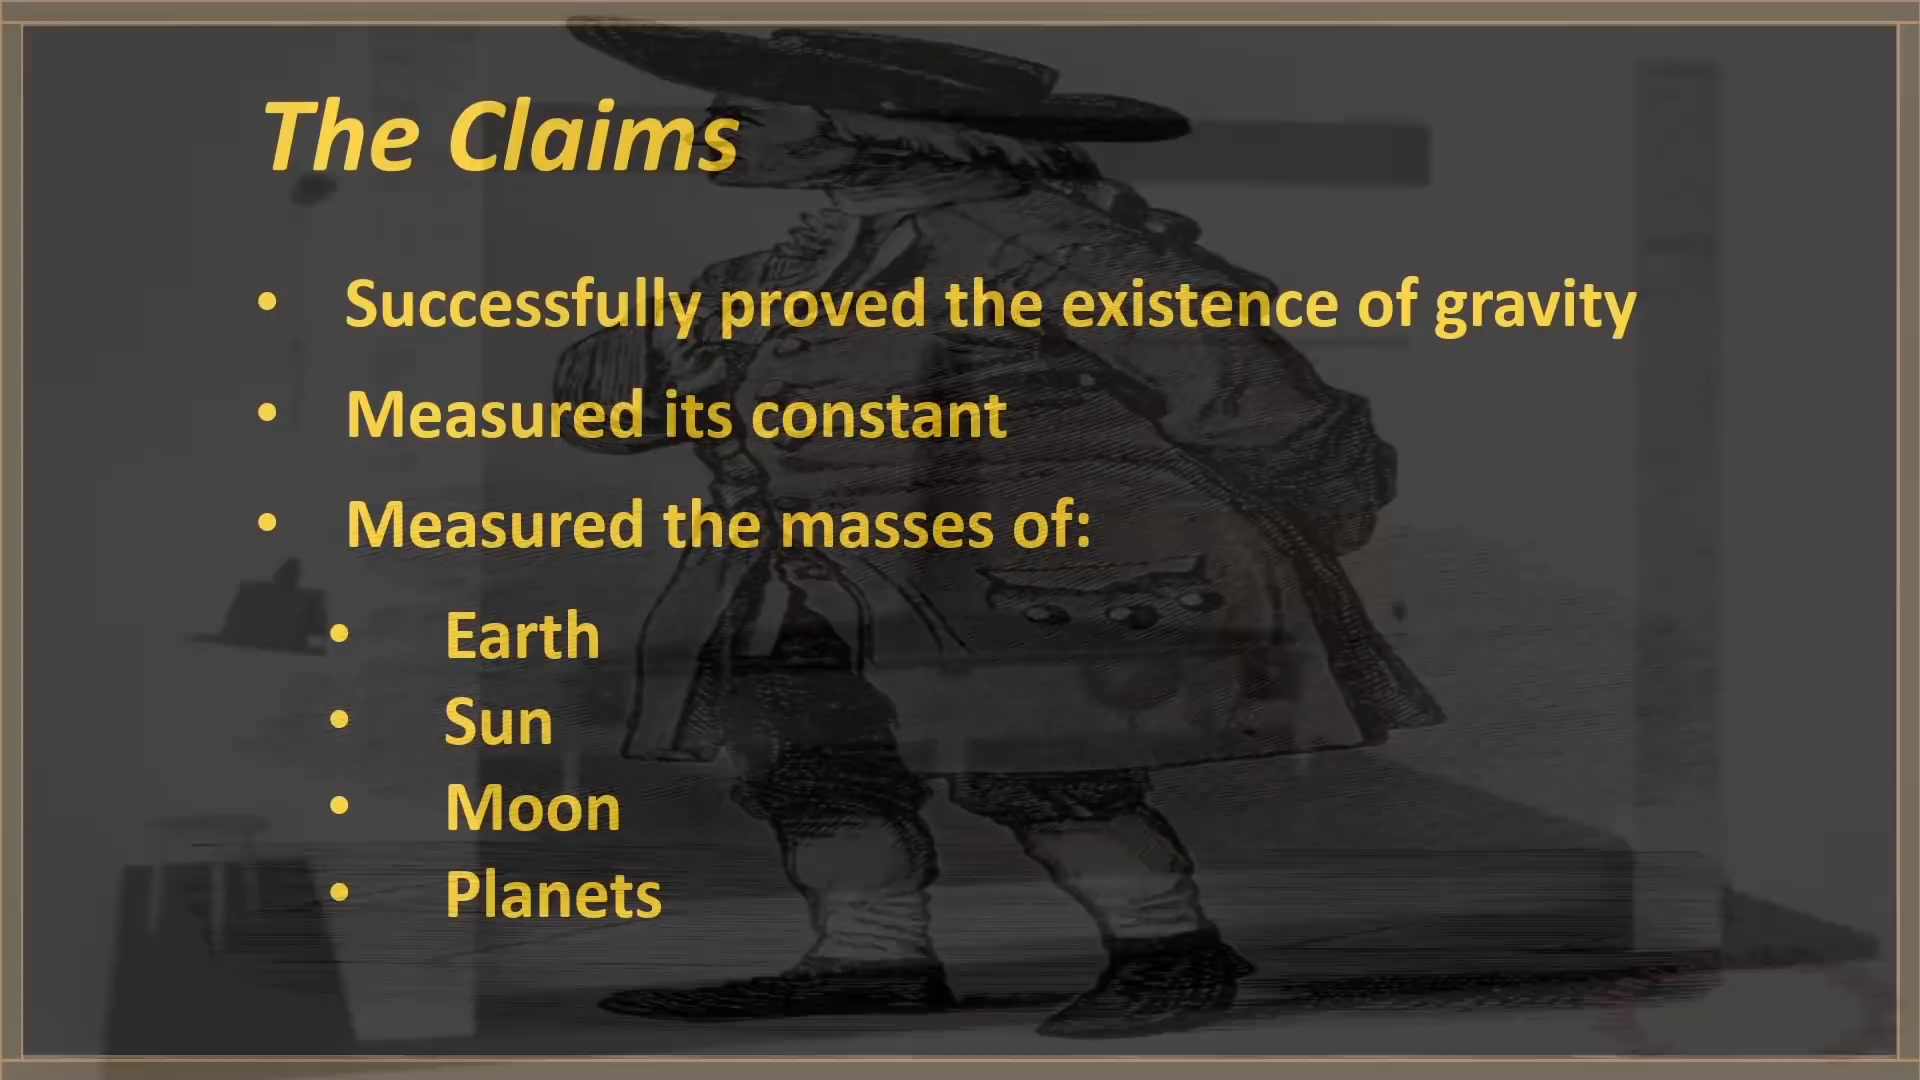 The Claims
• Successfully proved the existence of gravity
• Measured its constant
• Measured the masses of:
• Earth
• Sun
• Moon
• Planets